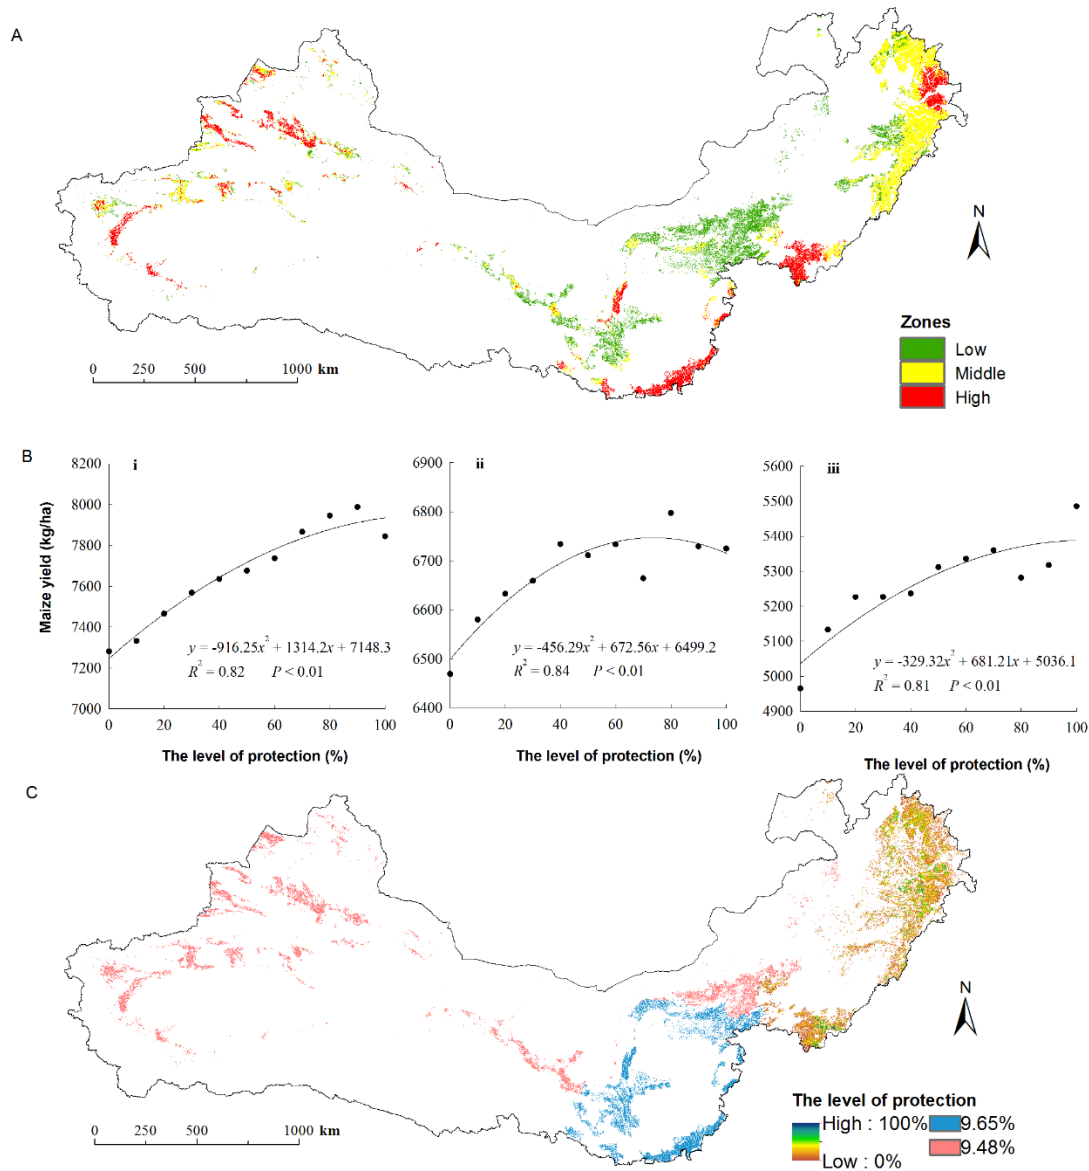 A
N
Zones
Low
Middle
High
0 250 500 1000 km
B
i
8200
8000
7800
7600
7400
7200
7000
Maize yield (kg/ha)
y = -916.25x² + 1314.2x + 7148.3
R² = 0.82 P < 0.01
0 20 40 60 80 100
The level of protection (%)
ii
6900
6800
6700
6600
6500
6400
y = -456.29x² + 672.56x + 6499.2
R² = 0.84 P < 0.01
0 20 40 60 80 100
The level of protection (%)
iii
5600
5500
5400
5300
5200
5100
5000
4900
y = -329.32x² + 681.21x + 5036.1
R² = 0.81 P < 0.01
0 20 40 60 80 100
The level of protection (%)
C
N
The level of protection
High : 100%
Low : 0%
9.65%
9.48%
0 250 500 1000 km